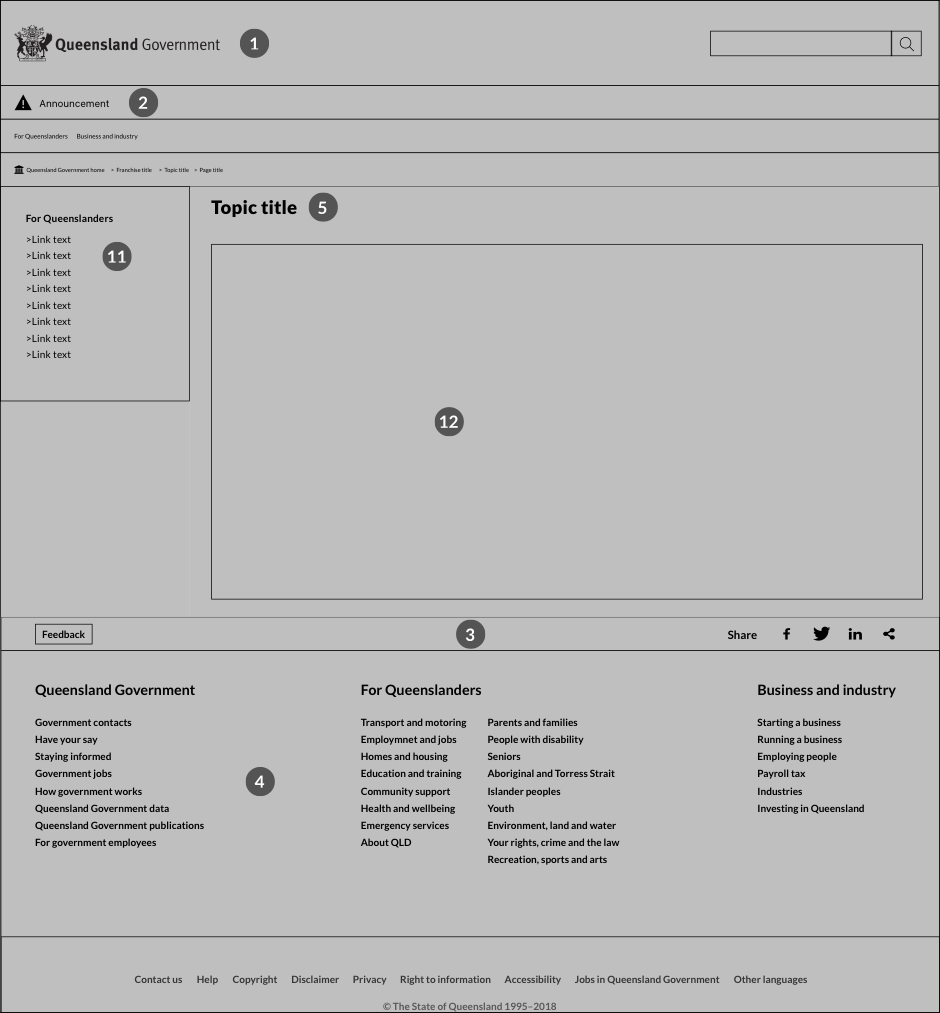 Queensland Government 1
Announcement 2
For Queenslanders Business and industry
Queensland Government home > Franchise title > Topic title > Page title
Topic title 5
For Queenslanders
>Link text
>Link text
11
>Link text
>Link text
>Link text
>Link text
>Link text
>Link text
12
Feedback
3
Share
Queensland Government
Government contacts
Have your say
Staying informed
Government jobs
How government works
Queensland Government data
Queensland Government publications
For government employees
4
For Queenslanders
Transport and motoring
Employmnet and jobs
Homes and housing
Education and training
Community support
Health and wellbeing
Emergency services
About QLD
Parents and families
People with disability
Seniors
Aboriginal and Torress Strait
Islander peoples
Youth
Environment, land and water
Your rights, crime and the law
Recreation, sports and arts
Business and industry
Starting a business
Running a business
Employing people
Payroll tax
Industries
Investing in Queensland
Contact us Help Copyright Disclaimer Privacy Right to information Accessibility Jobs in Queensland Government Other languages
© The State of Queensland 1995–2018